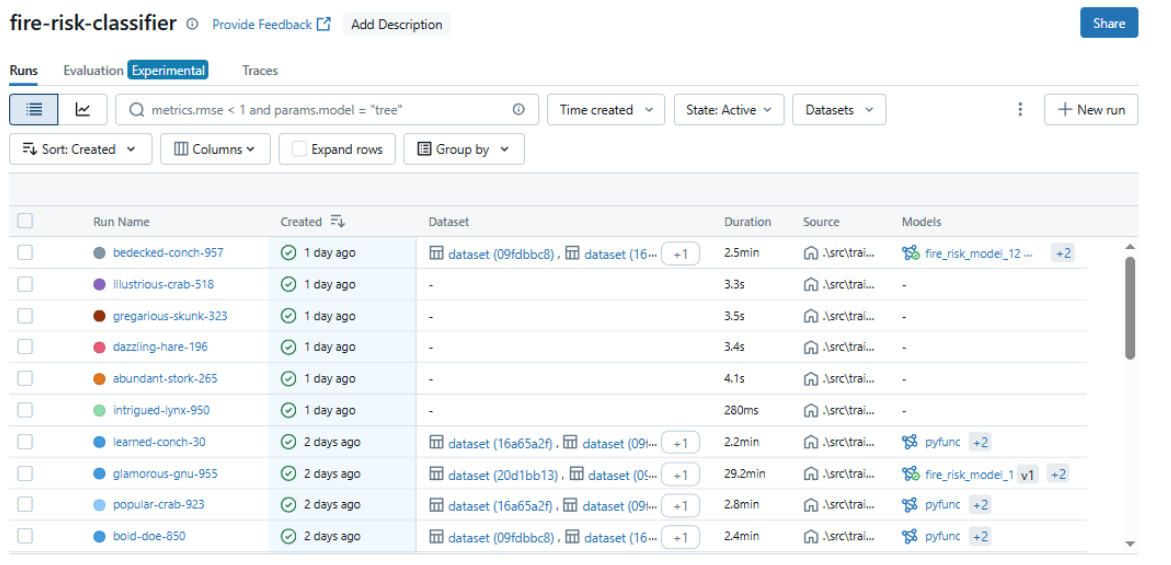 fire-risk-classifier Provide Feedback Add Description Share
Runs Evaluation Experimental Traces
metrics.rmse < 1 and params.model = "tree" Time created State: Active Datasets + New run
Sort: Created Columns Expand rows Group by
Run Name Created Dataset Duration Source Models
bedecked-conch-957 1 day ago dataset (09fdbbc8) , dataset (16... +1 2.5min .\src\trai... fire_risk_model_12 ... +2
illustrious-crab-518 1 day ago - 3.3s .\src\trai... -
gregarious-skunk-323 1 day ago - 3.5s .\src\trai... -
dazzling-hare-196 1 day ago - 3.4s .\src\trai... -
abundant-stork-265 1 day ago - 4.1s .\src\trai... -
intrigued-lynx-950 1 day ago - 280ms .\src\trai... -
learned-conch-30 2 days ago dataset (16a65a2f) , dataset (09... +1 2.2min .\src\trai... pyfunc +2
glamorous-gnu-955 2 days ago dataset (20d1bb13) , dataset (0... +1 29.2min .\src\trai... fire_risk_model_1 v1 +2
popular-crab-923 2 days ago dataset (16a65a2f) , dataset (09... +1 2.8min .\src\trai... pyfunc +2
bold-doe-850 2 days ago dataset (09fdbbc8) , dataset (16... +1 2.4min .\src\trai... pyfunc +2